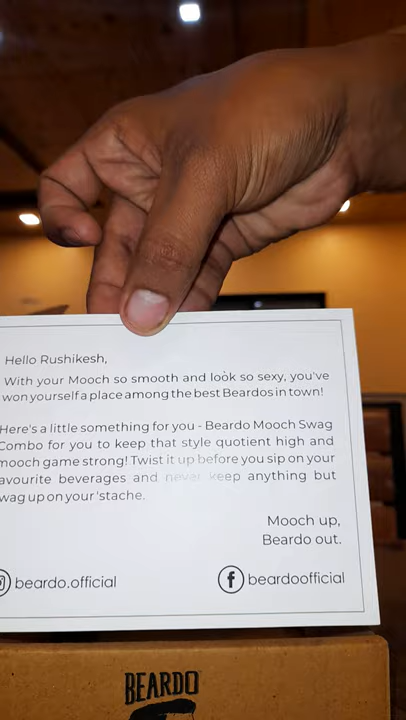 Hello Rushikesh,
With your Mooch so smooth and look so sexy, you've
won yourself a place among the best Beardos in town!
Here's a little something for you - Beardo Mooch Swag
Combo for you to keep that style quotient high and
mooch game strong! Twist it up before you sip on your
avourite beverages and never keep anything but
wag up on your 'stache.
Mooch up,
Beardo out.
beardo.official
beardoofficial
BEARDO